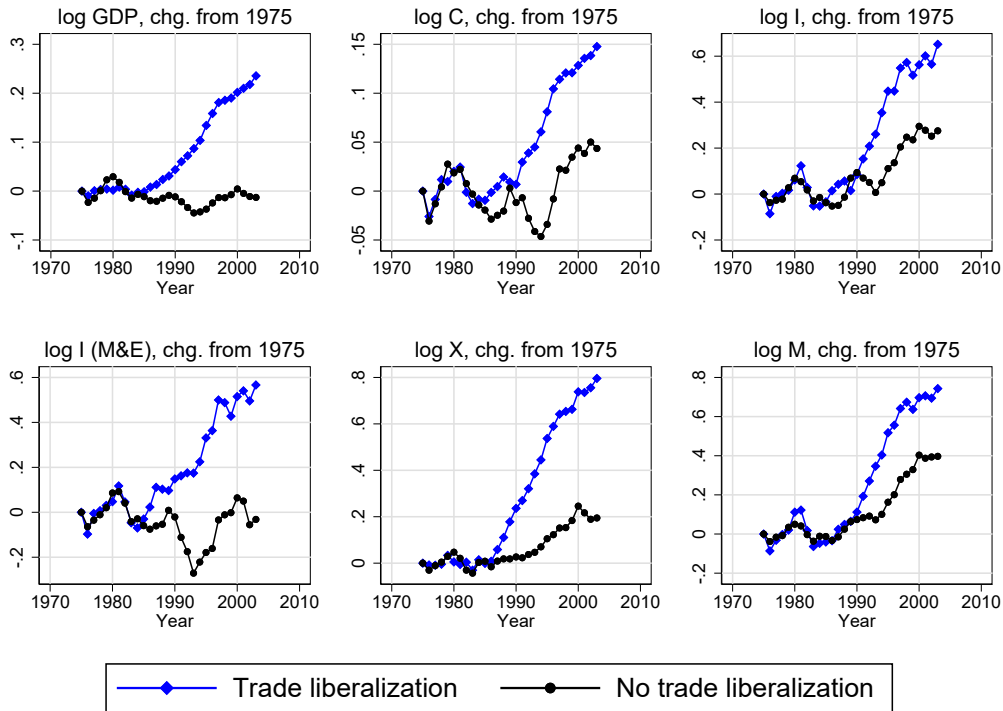 log GDP, chg. from 1975
log C, chg. from 1975
log I, chg. from 1975
.3
.2
.1
0
-.1
1970 1980 1990 2000 2010
Year
.15
.1
.05
0
-.05
1970 1980 1990 2000 2010
Year
.6
.4
.2
0
-.2
1970 1980 1990 2000 2010
Year
log I (M&E), chg. from 1975
log X, chg. from 1975
log M, chg. from 1975
.6
.4
.2
0
-.2
1970 1980 1990 2000 2010
Year
.8
.6
.4
.2
0
1970 1980 1990 2000 2010
Year
.8
.6
.4
.2
0
-.2
1970 1980 1990 2000 2010
Year
Trade liberalization No trade liberalization